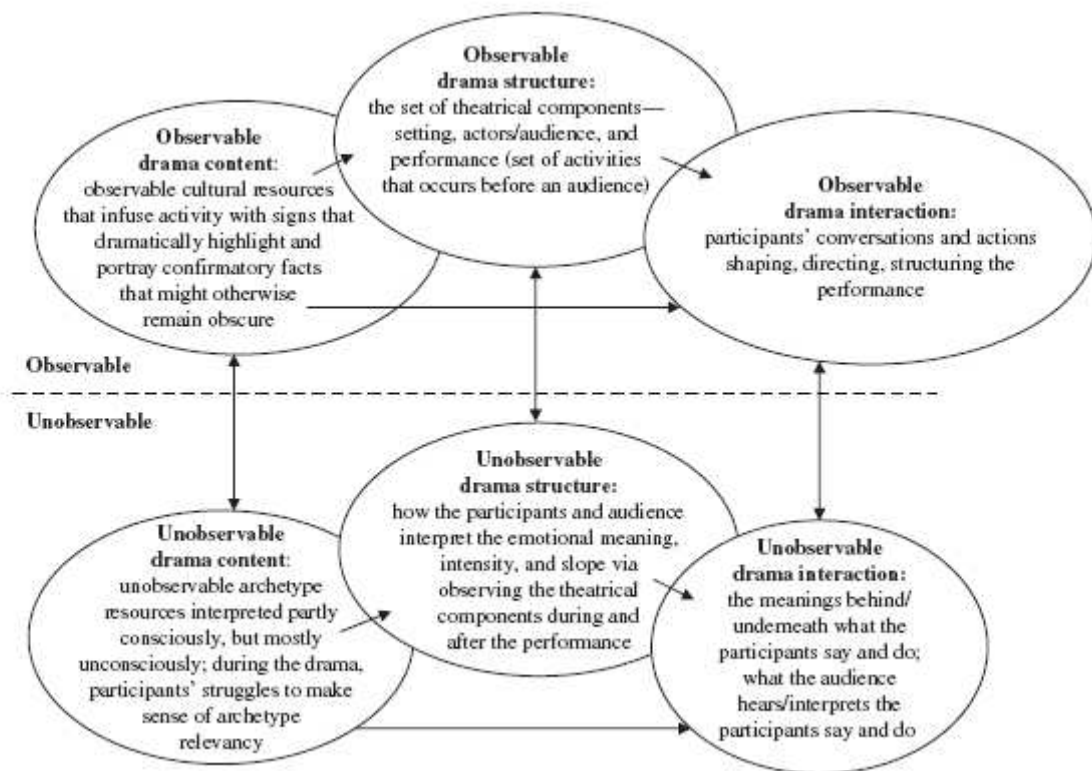 Observable
drama structure:
the set of theatrical components—
setting, actors/audience, and
performance (set of activities
that occurs before an audience)
Observable
drama content:
observable cultural resources
that infuse activity with signs that
dramatically highlight and
portray confirmatory facts
that might otherwise
remain obscure
Observable
drama interaction:
participants' conversations and actions
shaping, directing, structuring the
performance
Observable
Unobservable
Unobservable
drama structure:
how the participants and audience
interpret the emotional meaning,
intensity, and slope via
observing the theatrical
components during and
after the performance
Unobservable
drama content:
unobservable archetype
resources interpreted partly
consciously, but mostly
unconsciously; during the drama,
participants' struggles to make
sense of archetype
relevancy
Unobservable
drama interaction:
the meanings behind/
underneath what the
participants say and do;
what the audience
hears/interprets the
participants say and do